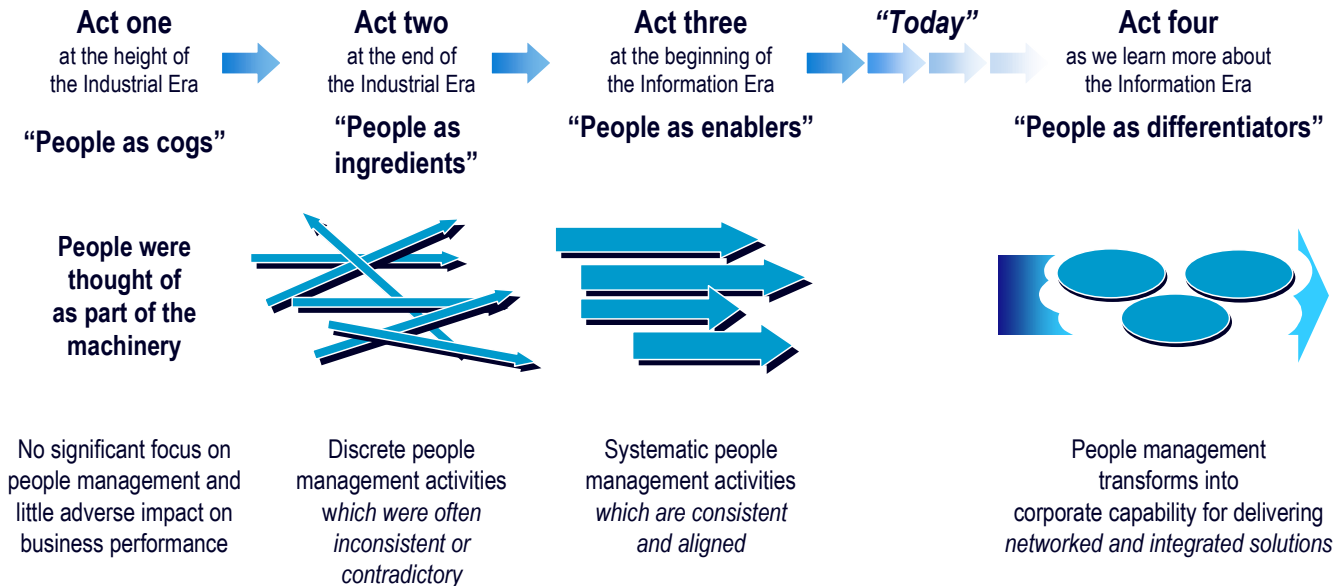 Act one
at the height of
the Industrial Era
"People as cogs"
People were
thought of
as part of the
machinery
No significant focus on
people management and
little adverse impact on
business performance
Act two
at the end of
the Industrial Era
"People as
ingredients"
Discrete people
management activities
which were often
inconsistent or
contradictory
Act three
at the beginning of
the Information Era
"People as enablers"
Systematic people
management activities
which are consistent
and aligned
"Today"
Act four
as we learn more about
the Information Era
"People as differentiators"
People management
transforms into
corporate capability for delivering
networked and integrated solutions